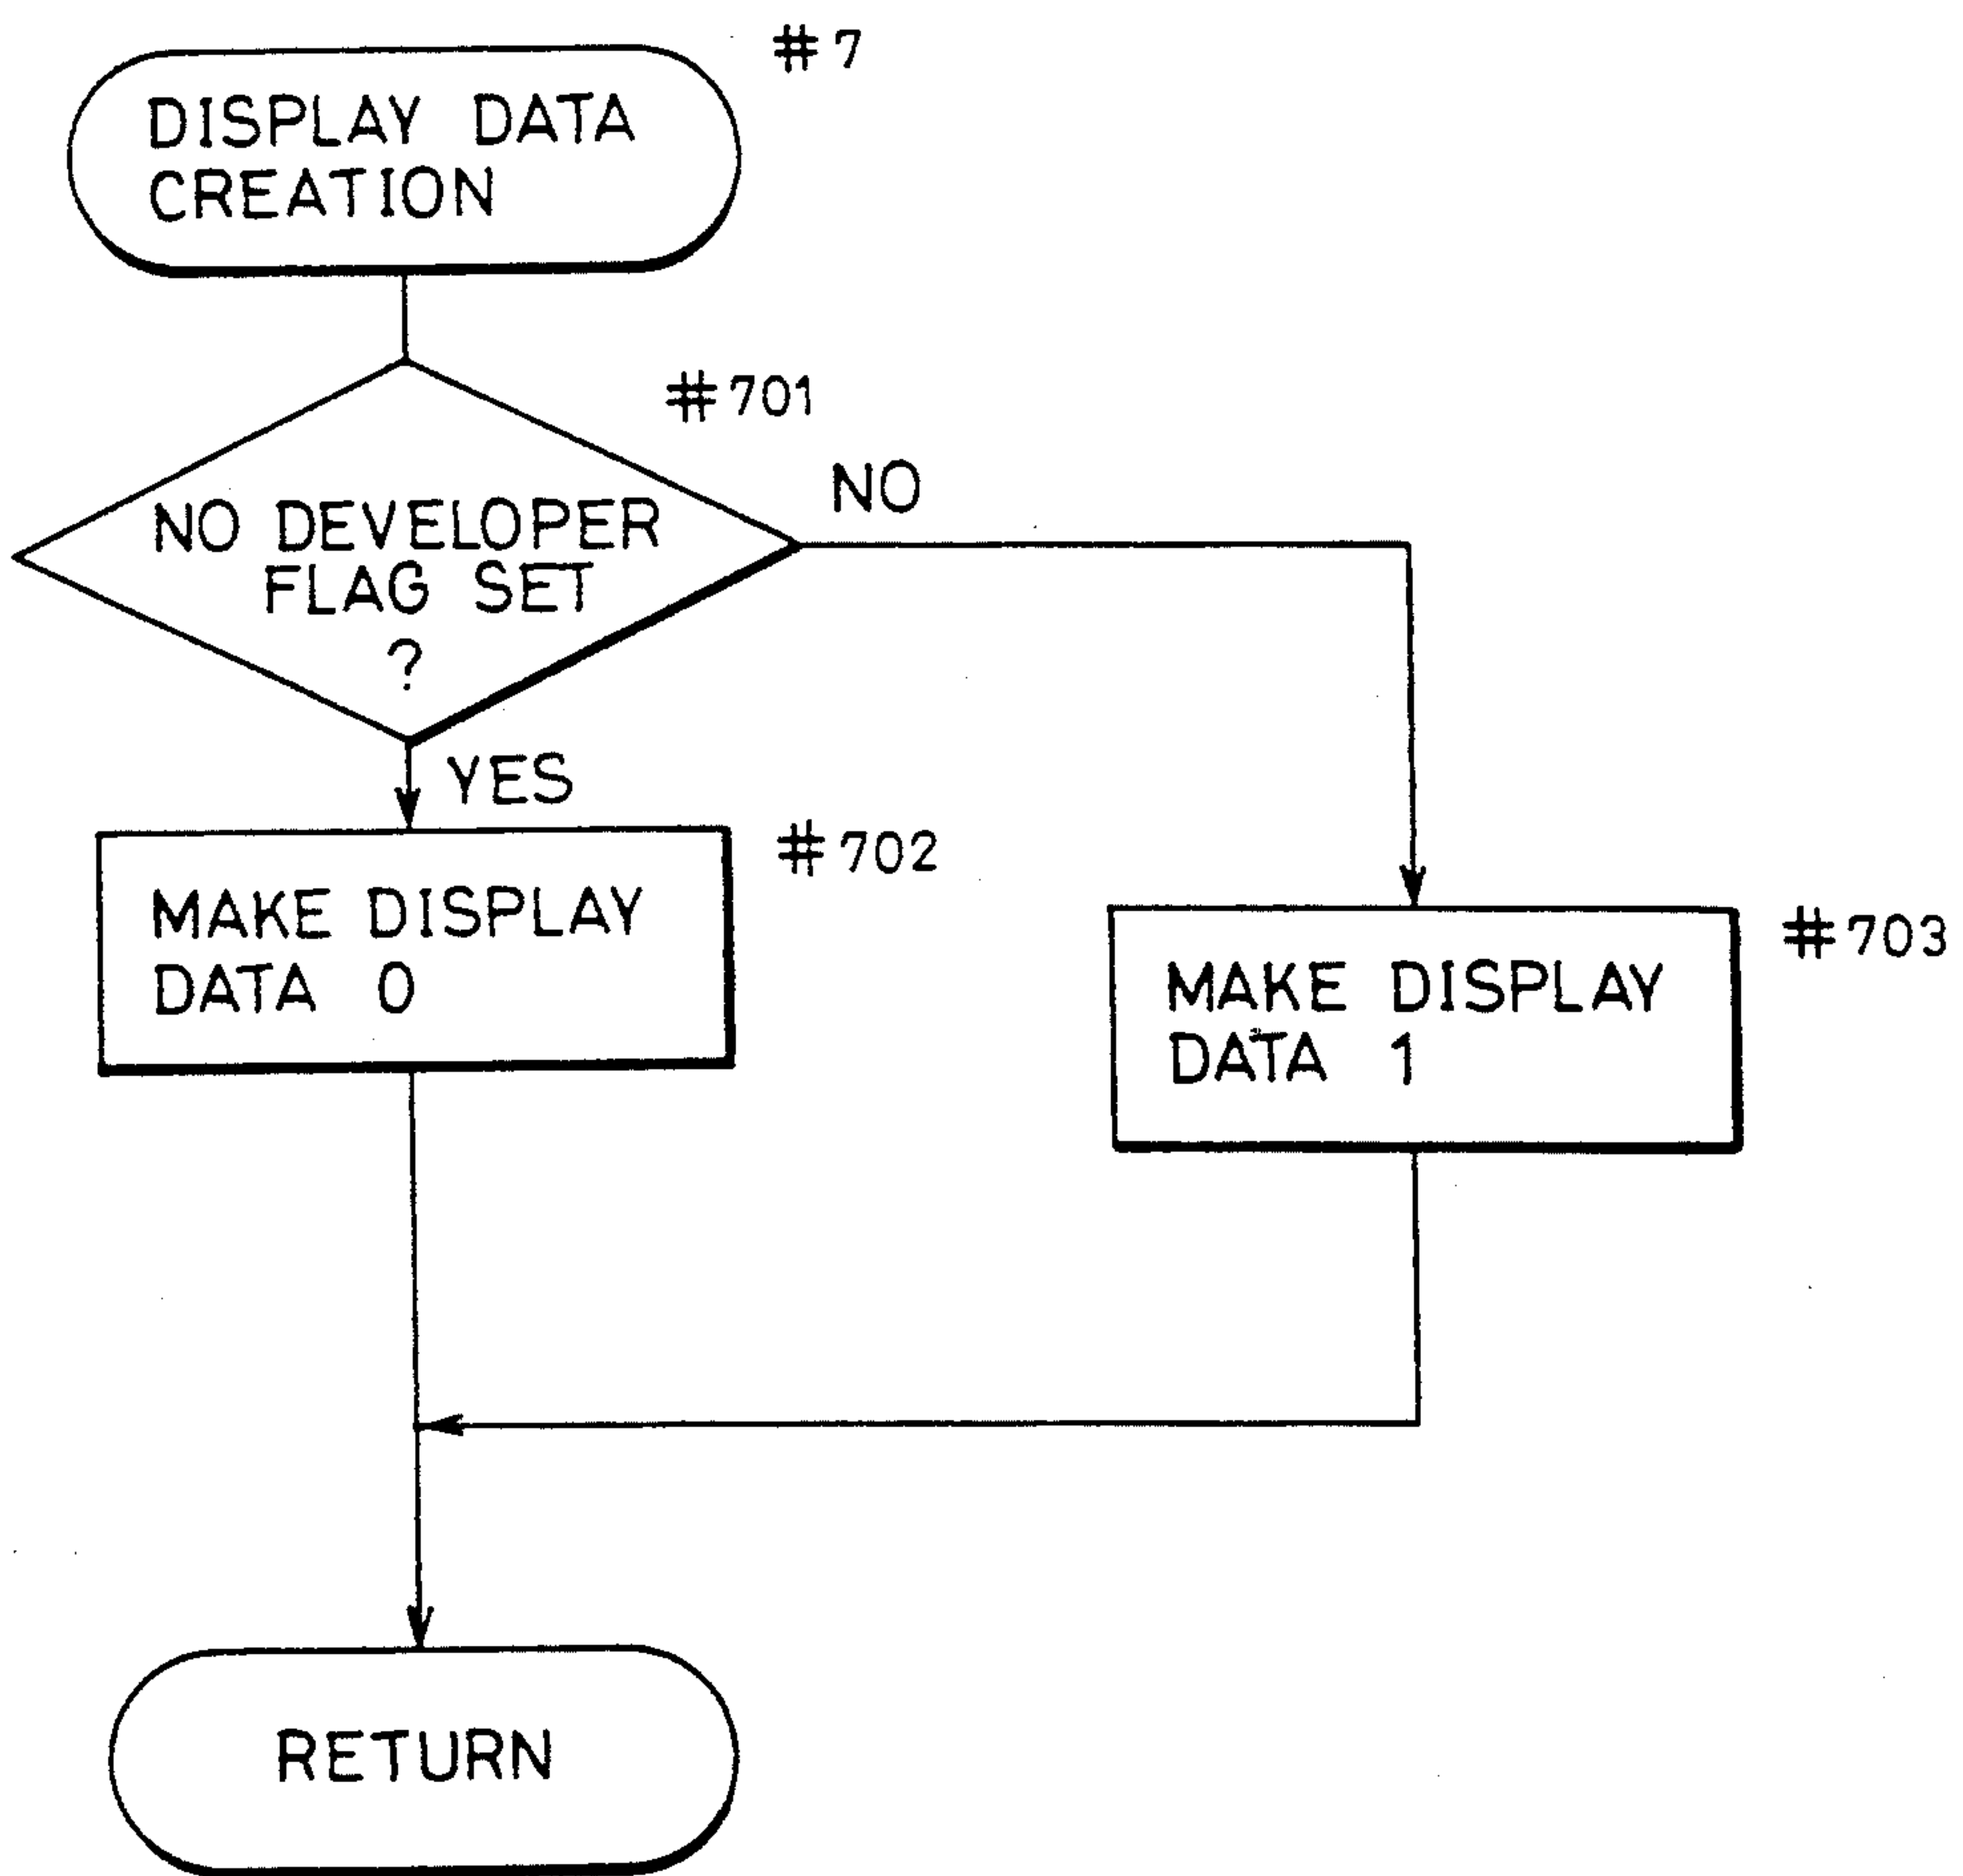 #7
DISPLAY DATA
CREATION
#701
NO
NO DEVELOPER
FLAG SET
?
YES
#702
MAKE DISPLAY
DATA 0
#703
MAKE DISPLAY
DATA 1
RETURN